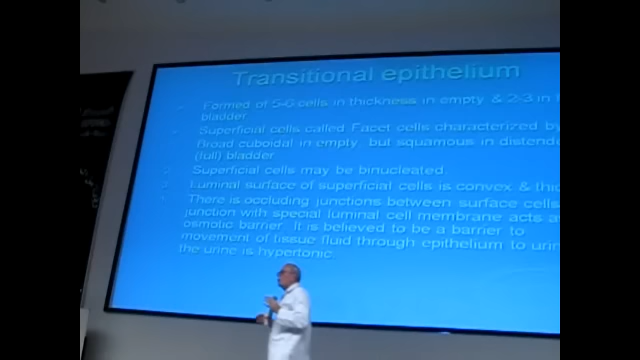 Transitional epithelium
Formed of 5-6 cells in thickness in empty & 2-3 in
bladder
Superficial cells called Facet cells characterized by
Broad cuboidal in empty, but squamous in distende
(full) bladder
Superficial cells may be binucleated.
Luminal surface of superficial cells is convex & thic
There is occluding junctions between surface cells
junction with special luminal cell membrane acts a
osmotic barrier. It is believed to be a barrier to
movement of tissue fluid through epithelium to urin
the urine is hypertonic.